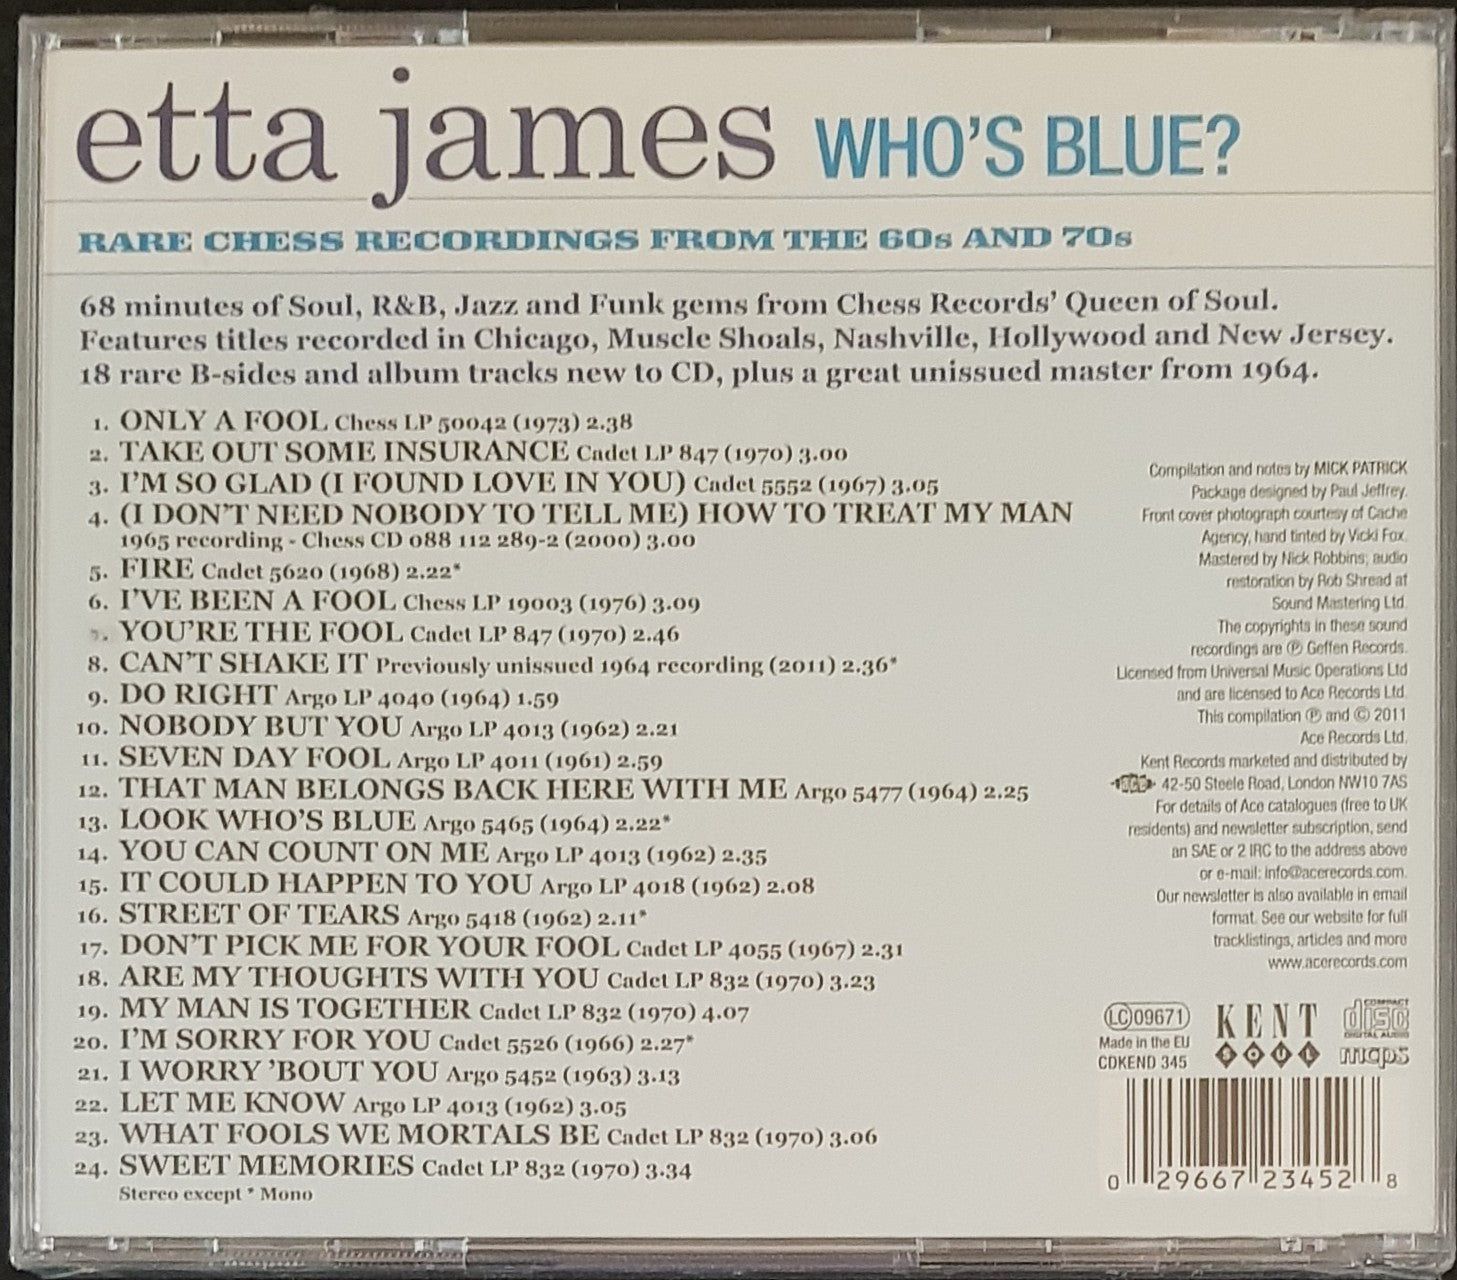 etta james WHO'S BLUE?
RARE CHESS RECORDINGS FROM THE 60s AND 70s
68 minutes of Soul, R&B, Jazz and Funk gems from Chess Records' Queen of Soul.
Features titles recorded in Chicago, Muscle Shoals, Nashville, Hollywood and New Jersey.
18 rare B-sides and album tracks new to CD, plus a great unissued master from 1964.
1. ONLY A FOOL Chess LP 50042 (1973) 2.38
2. TAKE OUT SOME INSURANCE Cadet LP 847 (1970) 3.00
3. I'M SO GLAD (I FOUND LOVE IN YOU) Cadet 5552 (1967) 3.05
4. (I DON'T NEED NOBODY TO TELL ME) HOW TO TREAT MY MAN
1965 recording - Chess CD 088 112 289-2 (2000) 3.00
5. FIRE Cadet 5620 (1968) 2.22*
6. I'VE BEEN A FOOL Chess LP 19003 (1976) 3.09
7. YOU'RE THE FOOL Cadet LP 847 (1970) 2.46
8. CAN'T SHAKE IT Previously unissued 1964 recording (2011) 2.36*
9. DO RIGHT Argo LP 4040 (1964) 1.59
10. NOBODY BUT YOU Argo LP 4013 (1962) 2.21
11. SEVEN DAY FOOL Argo LP 4011 (1961) 2.59
12. THAT MAN BELONGS BACK HERE WITH ME Argo 5477 (1964) 2.25
13. LOOK WHO'S BLUE Argo 5465 (1964) 2.22*
14. YOU CAN COUNT ON ME Argo LP 4013 (1962) 2.35
15. IT COULD HAPPEN TO YOU Argo LP 4018 (1962) 2.08
16. STREET OF TEARS Argo 5418 (1962) 2.11*
17. DON'T PICK ME FOR YOUR FOOL Cadet LP 4055 (1967) 2.31
18. ARE MY THOUGHTS WITH YOU Cadet LP 832 (1970) 3.23
19. MY MAN IS TOGETHER Cadet LP 832 (1970) 4.07
20. I'M SORRY FOR YOU Cadet 5526 (1966) 2.27*
21. I WORRY 'BOUT YOU Argo 5452 (1963) 3.13
22. LET ME KNOW Argo LP 4013 (1962) 3.05
23. WHAT FOOLS WE MORTALS BE Cadet LP 832 (1970) 3.06
24. SWEET MEMORIES Cadet LP 832 (1970) 3.34
Stereo except * Mono
Compilation and notes by MICK PATRICK
Package designed by Paul Jeffrey.
Front cover photograph courtesy of Cache
Agency, hand tinted by Vicki Fox.
Mastered by Nick Robbins; audio
restoration by Rob Shread at
Sound Mastering Ltd.
The copyrights in these sound
recordings are ℗ Geffen Records.
Licensed from Universal Music Operations Ltd
and are licensed to Ace Records Ltd.
This compilation ℗ and © 2011
Ace Records Ltd.
Kent Records marketed and distributed by
ACE 42-50 Steele Road, London NW10 7AS
For details of Ace catalogues (free to UK
residents) and newsletter subscription, send
an SAE or 2 IRC to the address above
or e-mail: info@acerecords.com.
Our newsletter is also available in email
format. See our website for full
tracklistings, articles and more
www.acerecords.com
LC 09671
Made in the EU
CDKEND 345
KENT
SOUL
COMPACT
disc
DIGITAL AUDIO
mcps
0 29667 23452 8